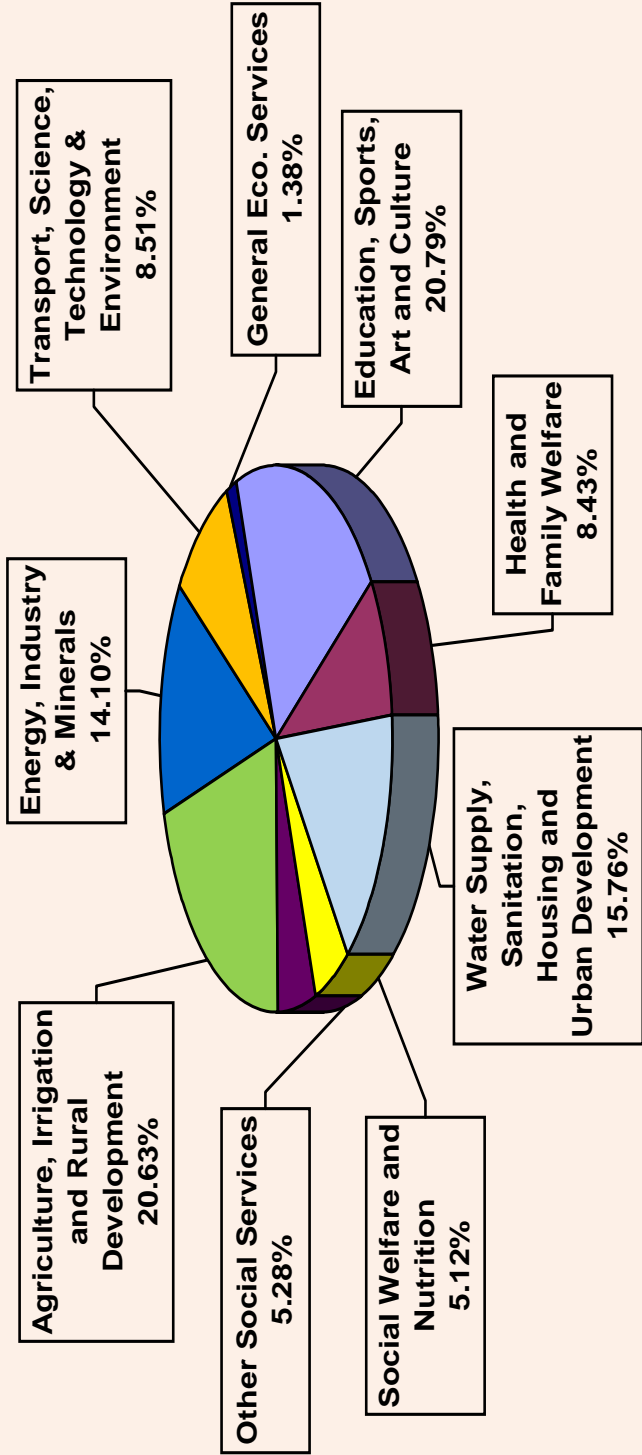 Transport, Science,
Technology &
Environment
8.51%
General Eco. Services
1.38%
Education, Sports,
Art and Culture
20.79%
Health and
Family Welfare
8.43%
Water Supply,
Sanitation,
Housing and
Urban Development
15.76%
Social Welfare and
Nutrition
5.12%
Other Social Services
5.28%
Agriculture, Irrigation
and Rural
Development
20.63%
Energy, Industry
& Minerals
14.10%